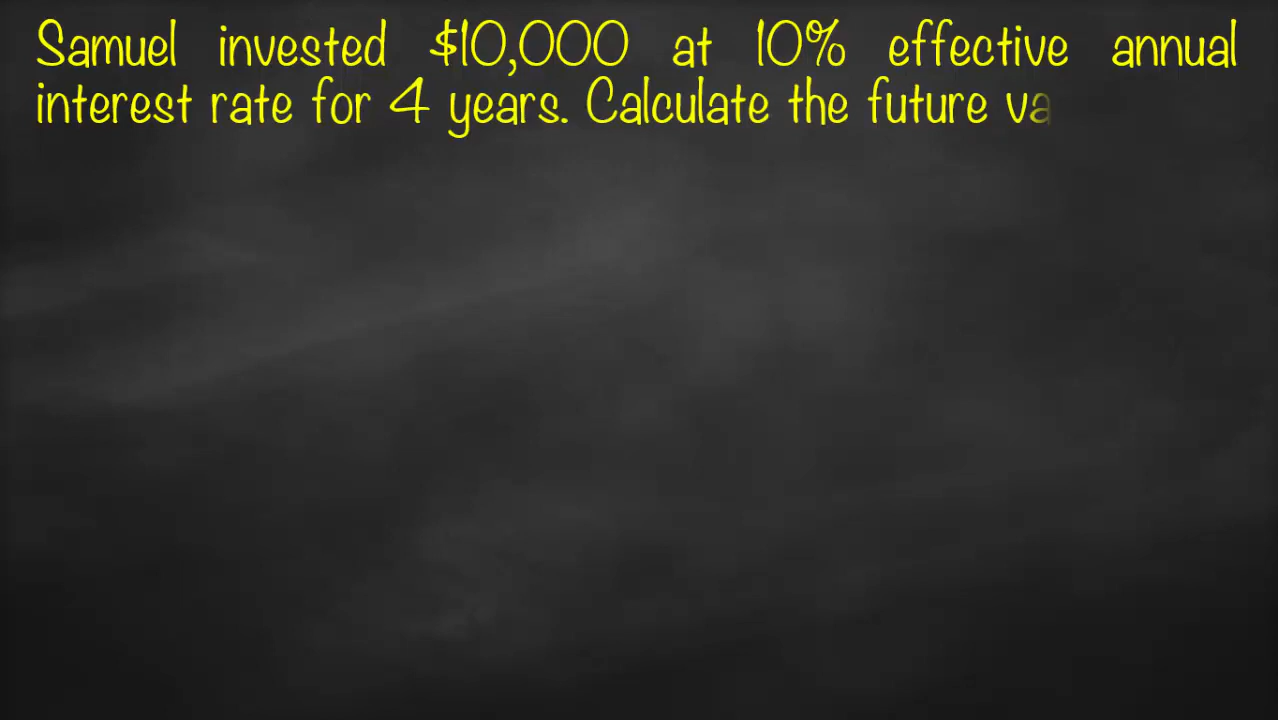 Samuel invested $10,000 at 10% effective annual
interest rate for 4 years. Calculate the future va